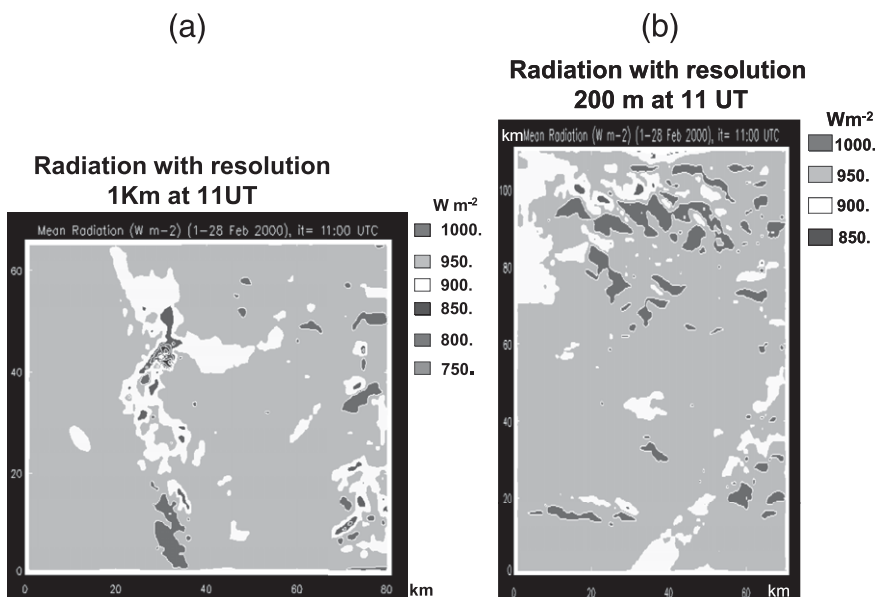 (a)
Radiation with resolution
1Km at 11UT
W m-2
Mean Radiation (W m-2) (1-28 Feb 2000), it= 11:00 UTC
1000.
950.
900.
850.
800.
750.
60
40
20
0
0
20
40
60
80
km
(b)
Radiation with resolution
200 m at 11 UT
Wm-2
km
Mean Radiation (W m-2) (1-28 Feb 2000), it= 11:00 UTC
1000.
950.
900.
850.
100
80
60
40
20
0
0
20
40
60
km